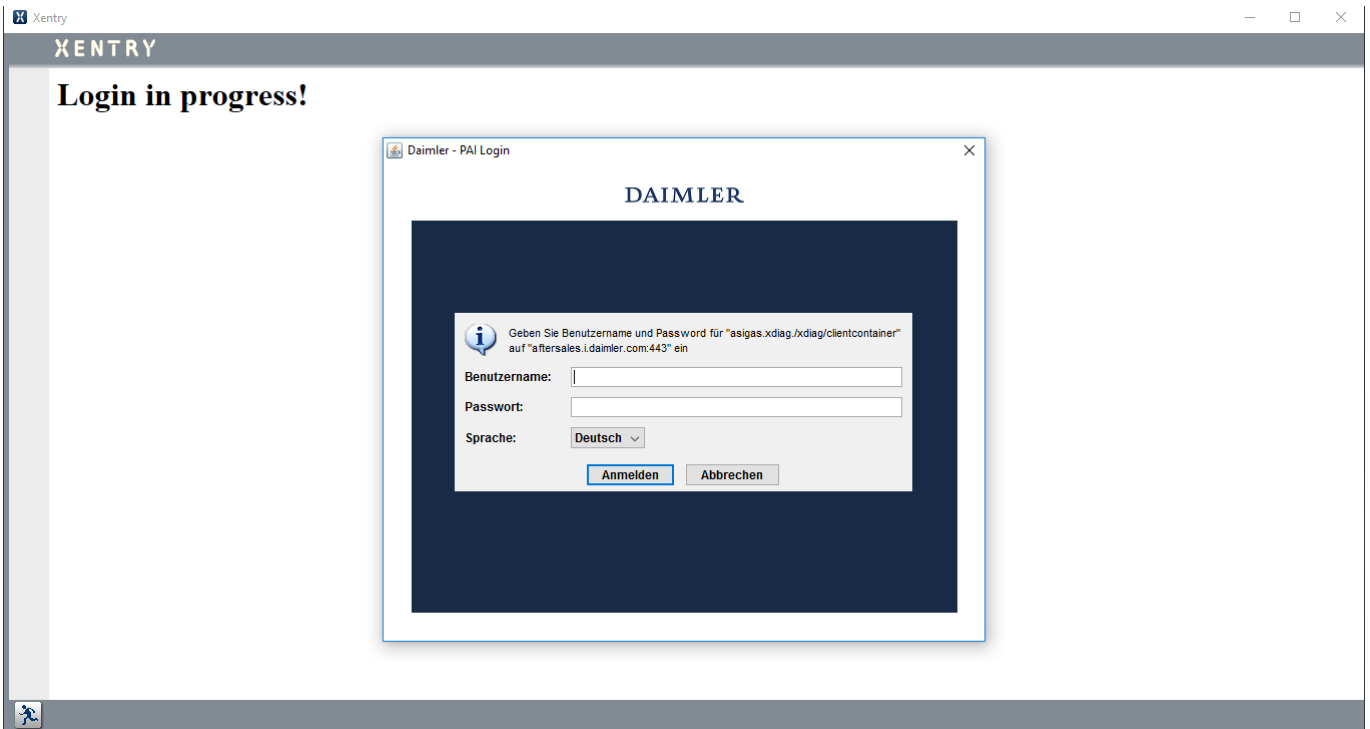 Xentry
XENTRY
Login in progress!
Daimler - PAI Login
DAIMLER
Geben Sie Benutzername und Password für "asigas.xdiag./xdiag/clientcontainer"
auf "aftersales.i.daimler.com:443" ein
Benutzername:
Passwort:
Sprache: Deutsch
Anmelden Abbrechen